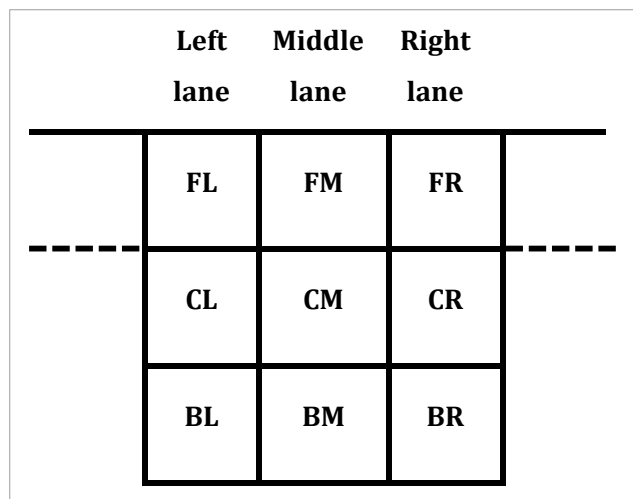 Left Middle Right
lane lane lane
FL FM FR
CL CM CR
BL BM BR